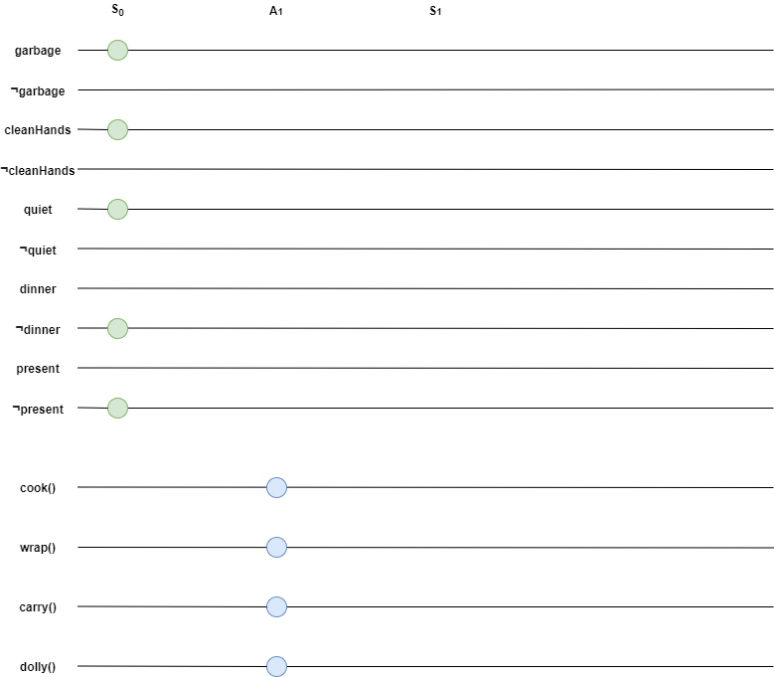 S₀ A₁ S₁
garbage
¬garbage
cleanHands
¬cleanHands
quiet
¬quiet
dinner
¬dinner
present
¬present
cook()
wrap()
carry()
dolly()